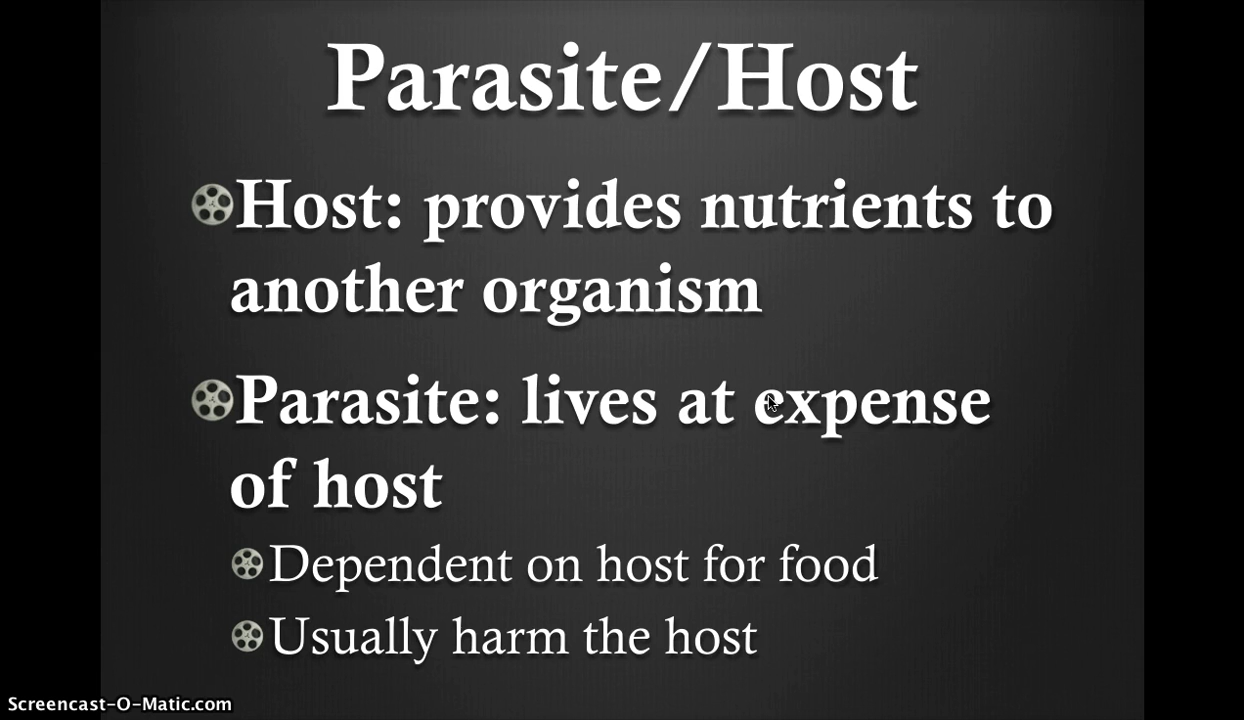 Parasite/Host
Host: provides nutrients to
another organism
Parasite: lives at expense
of host
Dependent on host for food
Usually harm the host
Screencast-O-Matic.com